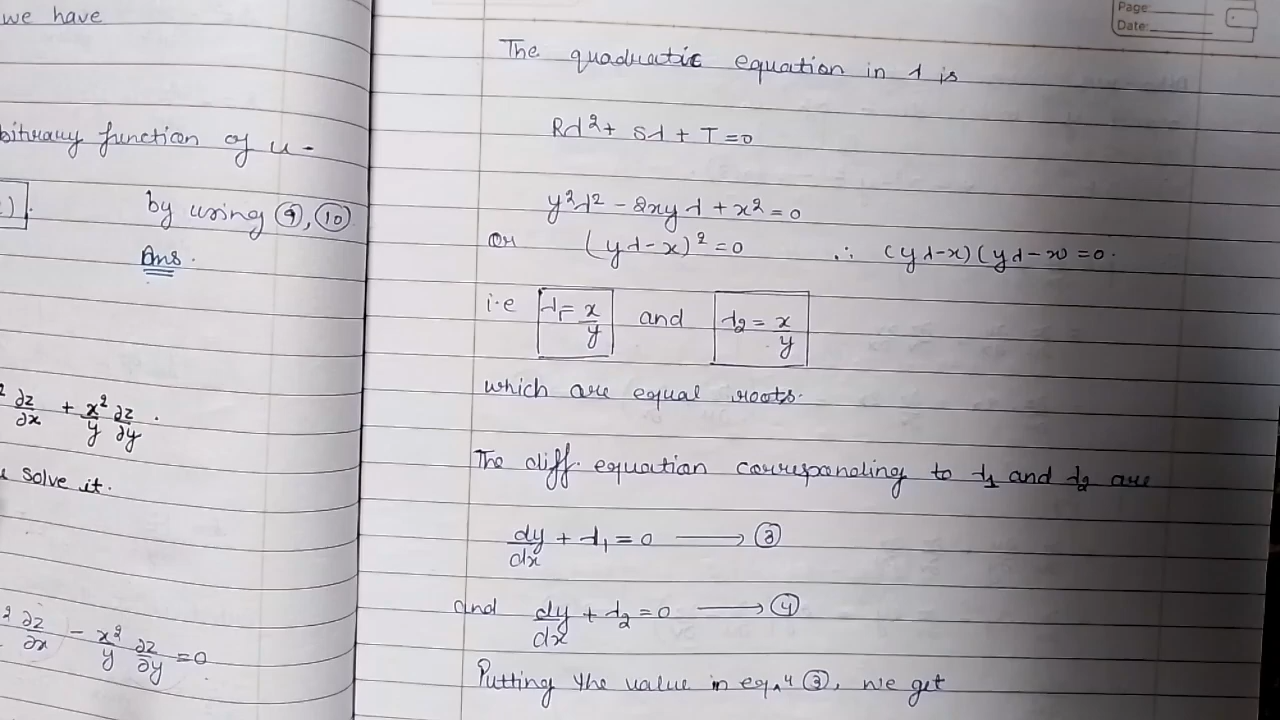 we have
bitrary function of u -
) . by using ⑨, ⑩
Ans.
² ∂z/∂x + x²/y ∂z/∂y .
solve it.
² ∂z/∂x - x²/y ∂z/∂y = 0
Page:
Date:
The quadratic equation in λ is
Rλ² + Sλ + T = 0
y²λ² - 2xyλ + x² = 0
or (yλ-x)² = 0 ∴ (yλ-x)(yλ-x) = 0.
i.e λ₁ = x/y and λ₂ = x/y
which are equal roots.
The diff. equation corresponding to λ₁ and λ₂ are
dy/dx + λ₁ = 0 ⟶ ③
and dy/dx + λ₂ = 0 ⟶ ④
Putting the value in eq.ⁿ ③, we get